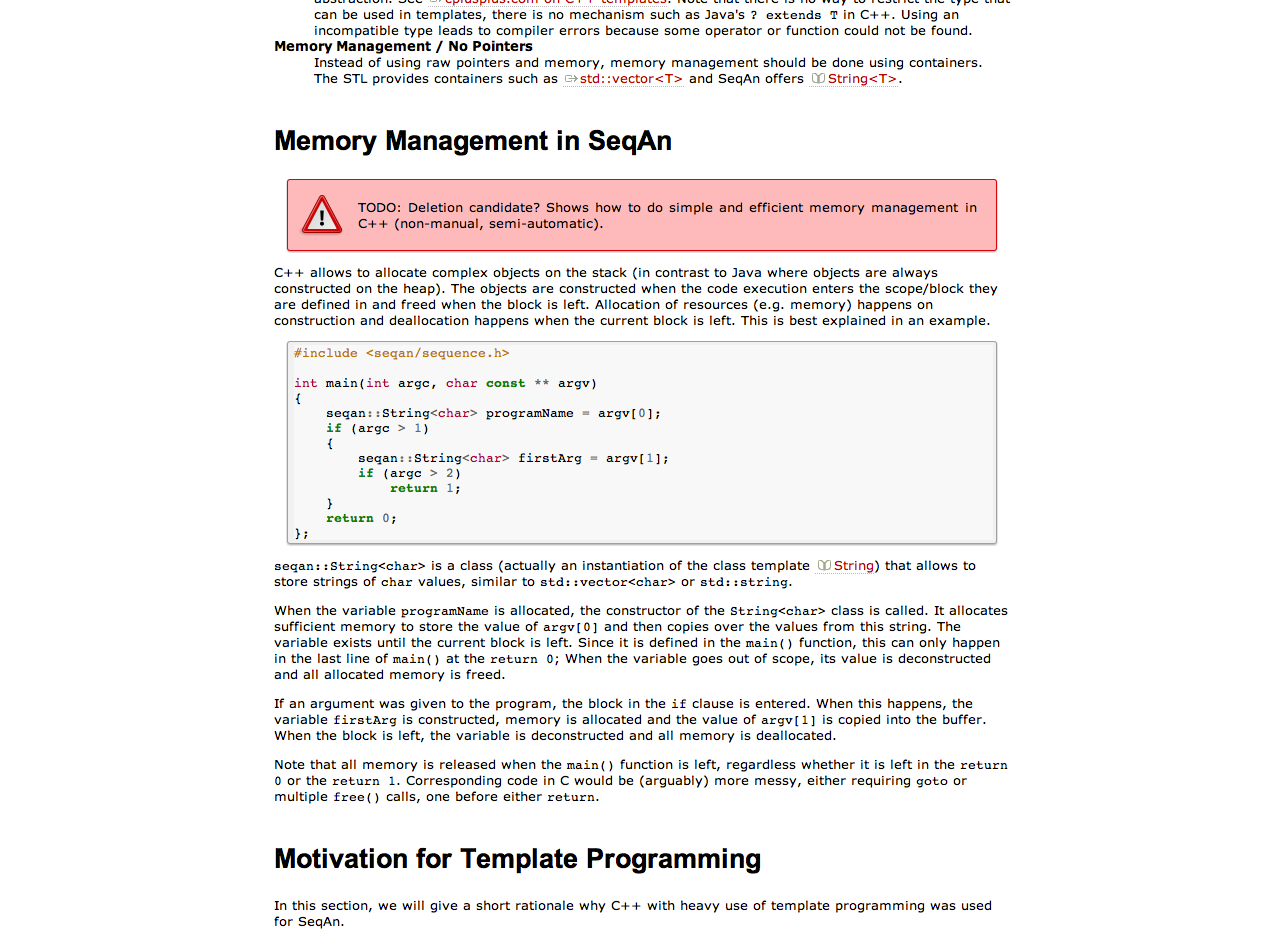 abstraction. See cplusplus.com on C++ templates. Note that there is no way to restrict the type that
can be used in templates, there is no mechanism such as Java's ? extends T in C++. Using an
incompatible type leads to compiler errors because some operator or function could not be found.
Memory Management / No Pointers
Instead of using raw pointers and memory, memory management should be done using containers.
The STL provides containers such as std::vector<T> and SeqAn offers String<T>.
Memory Management in SeqAn
TODO: Deletion candidate? Shows how to do simple and efficient memory management in
C++ (non-manual, semi-automatic).
C++ allows to allocate complex objects on the stack (in contrast to Java where objects are always
constructed on the heap). The objects are constructed when the code execution enters the scope/block they
are defined in and freed when the block is left. Allocation of resources (e.g. memory) happens on
construction and deallocation happens when the current block is left. This is best explained in an example.
#include <seqan/sequence.h>
int main(int argc, char const ** argv)
{
    seqan::String<char> programName = argv[0];
    if (argc > 1)
    {
        seqan::String<char> firstArg = argv[1];
        if (argc > 2)
            return 1;
    }
    return 0;
};
seqan::String<char> is a class (actually an instantiation of the class template String) that allows to
store strings of char values, similar to std::vector<char> or std::string.
When the variable programName is allocated, the constructor of the String<char> class is called. It allocates
sufficient memory to store the value of argv[0] and then copies over the values from this string. The
variable exists until the current block is left. Since it is defined in the main() function, this can only happen
in the last line of main() at the return 0; When the variable goes out of scope, its value is deconstructed
and all allocated memory is freed.
If an argument was given to the program, the block in the if clause is entered. When this happens, the
variable firstArg is constructed, memory is allocated and the value of argv[1] is copied into the buffer.
When the block is left, the variable is deconstructed and all memory is deallocated.
Note that all memory is released when the main() function is left, regardless whether it is left in the return
0 or the return 1. Corresponding code in C would be (arguably) more messy, either requiring goto or
multiple free() calls, one before either return.
Motivation for Template Programming
In this section, we will give a short rationale why C++ with heavy use of template programming was used
for SeqAn.